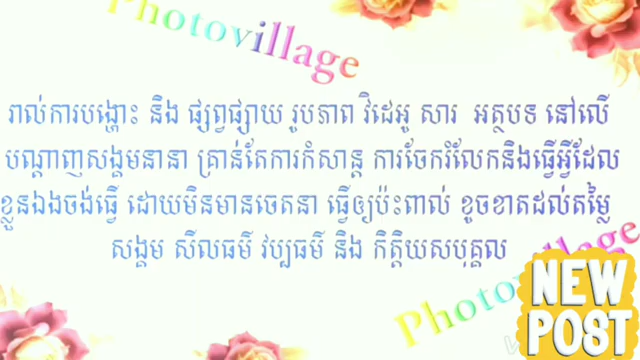 Photovillage
រាល់ការបង្ហោះ និង ផ្សព្វផ្សាយ រូបភាព វិដេអូ សារ អត្ថបទ នៅលើ
បណ្តាញសង្គមនានា គ្រាន់តែការកំសាន្ត ការចែករំលែកនិងធ្វើអ្វីដែល
ខ្លួនឯងចង់ធ្វើ ដោយមិនមានចេតនា ធ្វើឲ្យប៉ះពាល់ ខូចខាតដល់តម្លៃ
សង្គម សីលធម៌ វប្បធម៌ និង កិត្តិយសបុគ្គល
Photovillage
NEW
POST